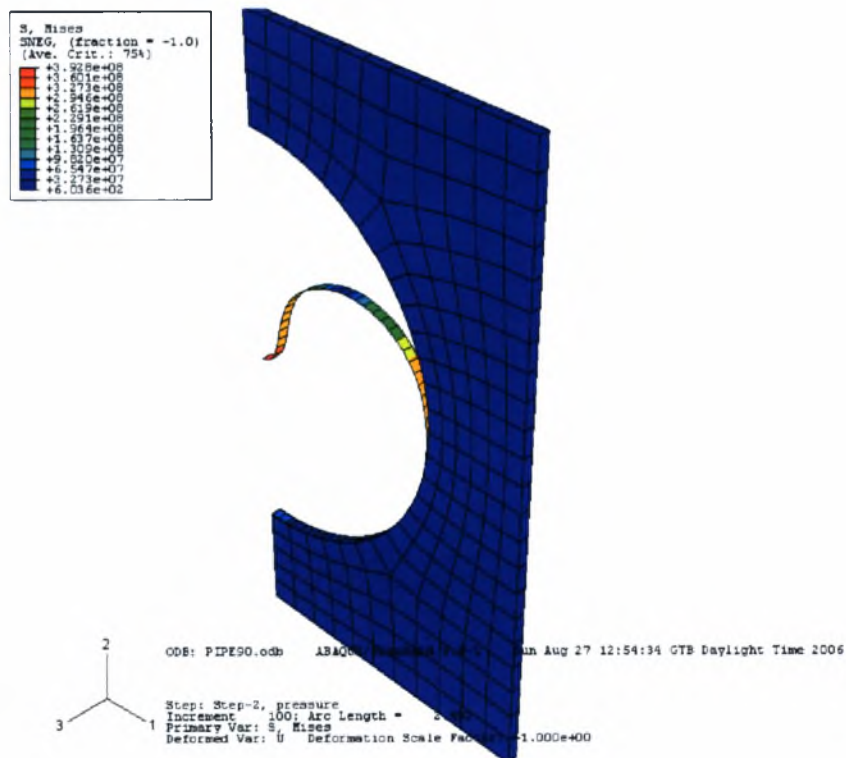 S, Mises
SNEG, (fraction = -1.0)
(Ave. Crit.: 75%)
+3.928e+08
+3.601e+08
+3.273e+08
+2.946e+08
+2.619e+08
+2.291e+08
+1.964e+08
+1.637e+08
+1.309e+08
+9.820e+07
+6.547e+07
+3.273e+07
+6.036e+02
2
3
1
ODB: PIPE90.odb Aug 27 12:54:34 GTB Daylight Time 2006
Step: Step-2, pressure
Increment 100: Arc Length =
Primary Var: S, Mises
Deformed Var: U Deformation Scale +1.000e+00